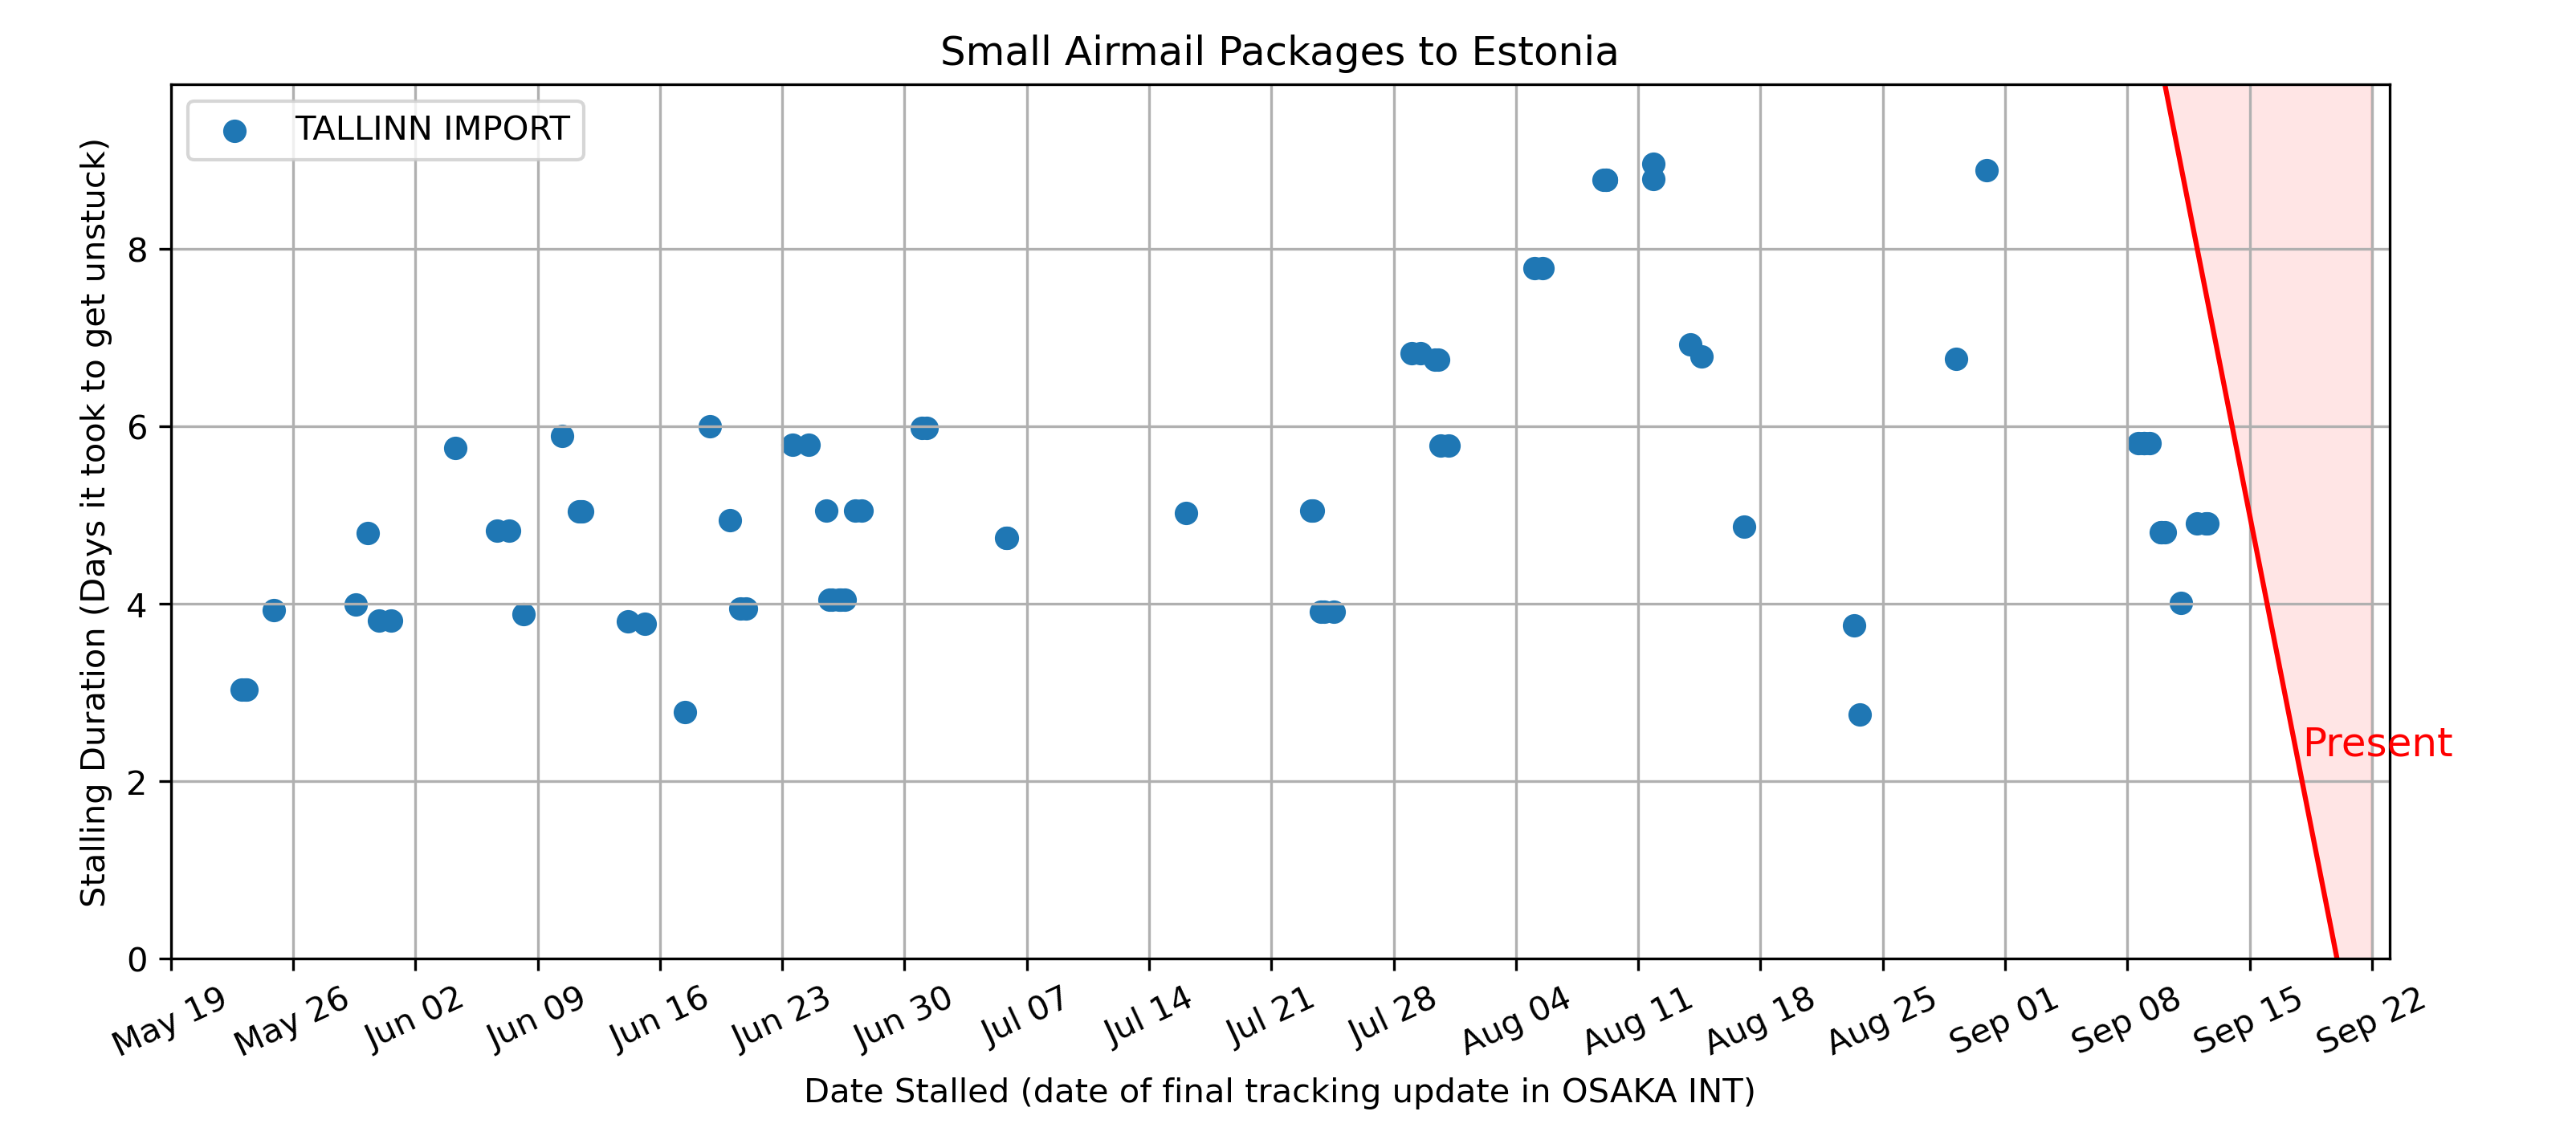 Small Airmail Packages to Estonia
TALLINN IMPORT
Stalling Duration (Days it took to get unstuck)
8
6
4
2
0
Present
May 19
May 26
Jun 02
Jun 09
Jun 16
Jun 23
Jun 30
Jul 07
Jul 14
Jul 21
Jul 28
Aug 04
Aug 11
Aug 18
Aug 25
Sep 01
Sep 08
Sep 15
Sep 22
Date Stalled (date of final tracking update in OSAKA INT)